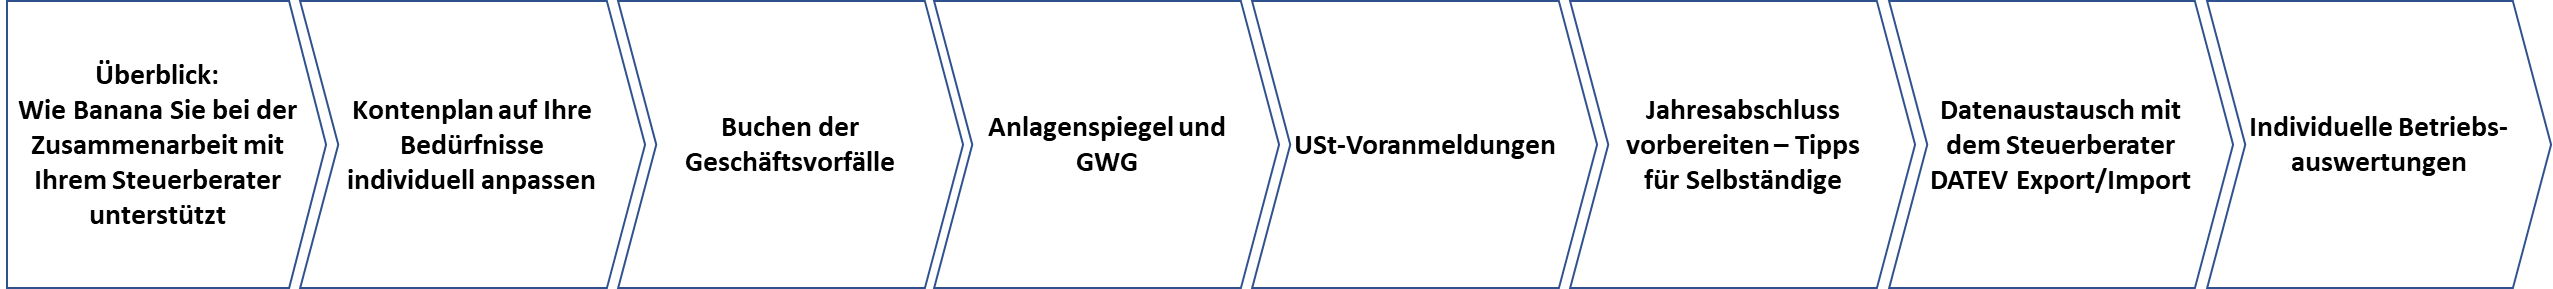 Überblick:
Wie Banana Sie bei der
Zusammenarbeit mit
Ihrem Steuerberater
unterstützt
Kontenplan auf Ihre
Bedürfnisse
individuell anpassen
Buchen der
Geschäftsvorfälle
Anlagenspiegel und
GWG
USt-Voranmeldungen
Jahresabschluss
vorbereiten – Tipps
für Selbständige
Datenaustausch mit
dem Steuerberater
DATEV Export/Import
Individuelle Betriebs-
auswertungen